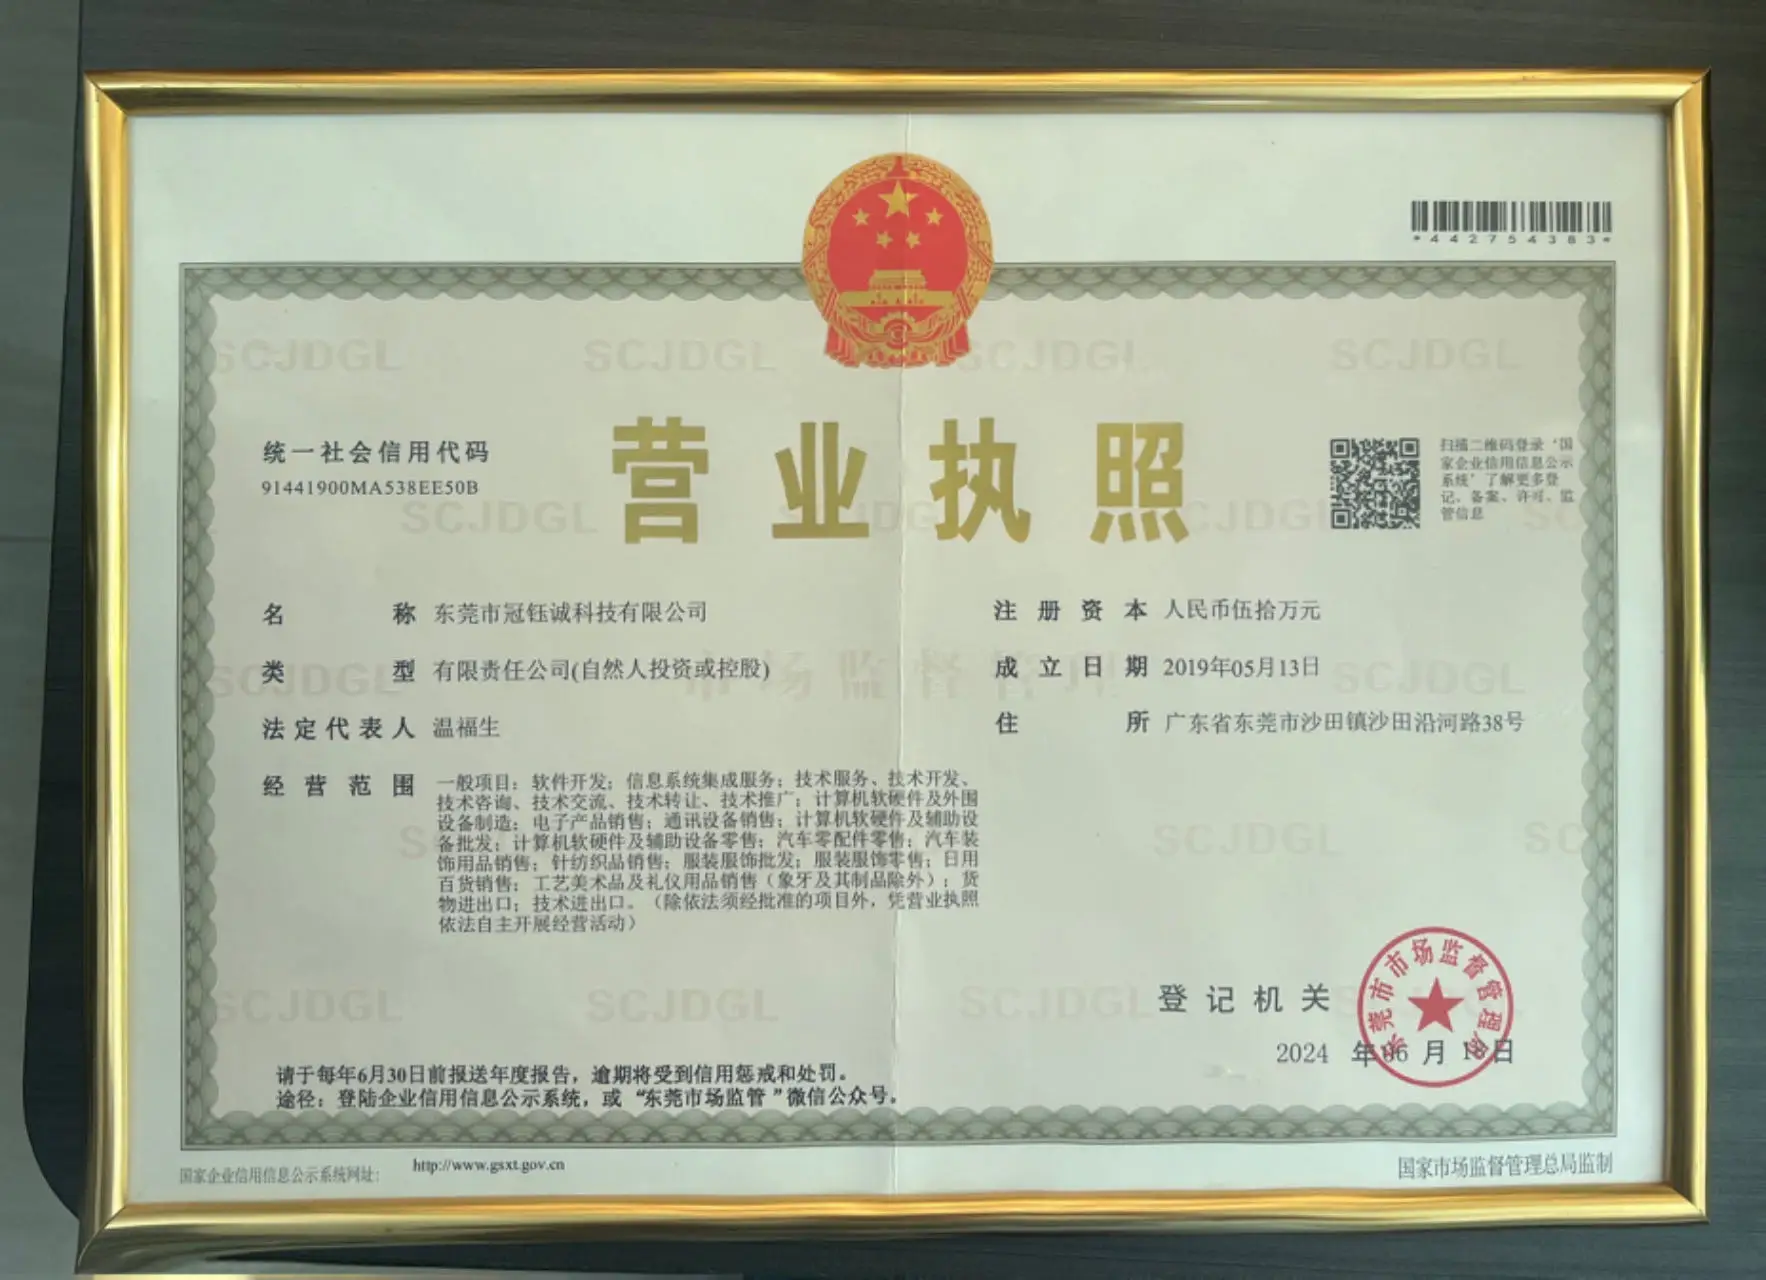 *442754383*
统一社会信用代码
91441900MA538EE50B
营业执照
扫描二维码登录‘国
家企业信用信息公示
系统’了解更多登
记、备案、许可、监
管信息
名称 东莞市冠钰诚科技有限公司
类型 有限责任公司(自然人投资或控股)
法定代表人 温福生
经营范围 一般项目：软件开发；信息系统集成服务；技术服务、技术开发、
技术咨询、技术交流、技术转让、技术推广；计算机软硬件及外围
设备制造；电子产品销售；通讯设备销售；计算机软硬件及辅助设
备批发；计算机软硬件及辅助设备零售；汽车零配件零售；汽车装
饰用品销售；针纺织品销售；服装服饰批发；服装服饰零售；日用
百货销售；工艺美术品及礼仪用品销售（象牙及其制品除外）；货
物进出口；技术进出口。（除依法须经批准的项目外，凭营业执照
依法自主开展经营活动）
注册资本 人民币伍拾万元
成立日期 2019年05月13日
住所 广东省东莞市沙田镇沙田沿河路38号
登记机关
东莞市市场监督管理局
2024 年 06 月 日
请于每年6月30日前报送年度报告，逾期将受到信用惩戒和处罚。
途径：登陆企业信用信息公示系统，或“东莞市场监管”微信公众号。
国家企业信用信息公示系统网址：
http://www.gsxt.gov.cn
国家市场监督管理总局监制
SCJDGL
市场监督管理